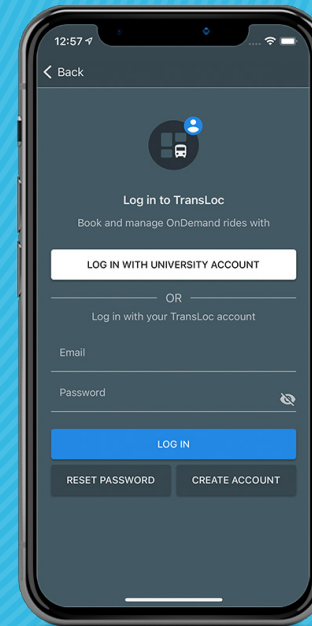 12:57
Back
Log in to TransLoc
Book and manage OnDemand rides with
LOG IN WITH UNIVERSITY ACCOUNT
OR
Log in with your TransLoc account
Email
Password
LOG IN
RESET PASSWORD CREATE ACCOUNT